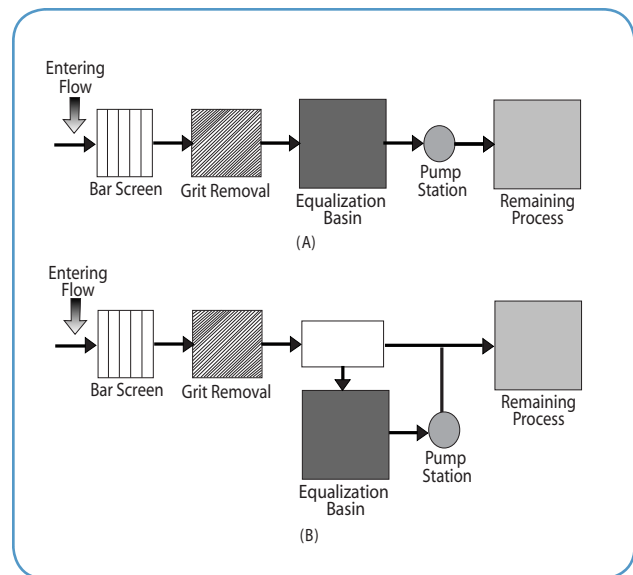 Entering
Flow
Bar Screen
Grit Removal
Equalization
Basin
Pump
Station
Remaining
Process
(A)
Entering
Flow
Bar Screen
Grit Removal
Equalization
Basin
Pump
Station
Remaining
Process
(B)